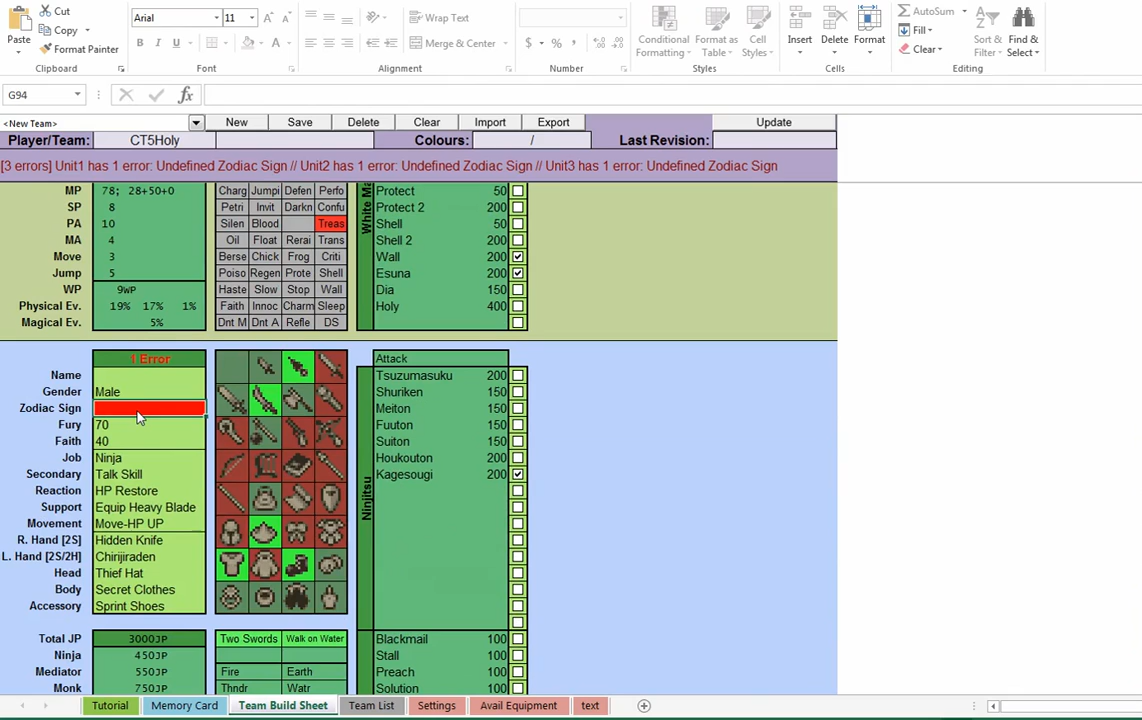 Cut
Copy
Paste
Format Painter
Arial 11
Wrap Text
Merge & Center
Conditional Formatting
Format as Table
Cell Styles
Insert
Delete
Format
AutoSum
Fill
Clear
Sort & Filter
Find & Select
Clipboard Font Alignment Number Styles Cells Editing
G94 fx
<New Team> New Save Delete Clear Import Export Update
Player/Team: CT5Holy Colours: / Last Revision:
[3 errors] Unit1 has 1 error: Undefined Zodiac Sign // Unit2 has 1 error: Undefined Zodiac Sign // Unit3 has 1 error: Undefined Zodiac Sign
MP 78; 28+50+0 Charg Jumpi Defen Perfo Protect 50
SP 8 Petri Invit Darkn Confu Protect 2 200
PA 10 Silen Blood Treas Shell 50
MA 4 Oil Float Rerai Trans Shell 2 200
Move 3 Berse Chick Frog Criti Wall 200
Jump 5 Poiso Regen Prote Shell Esuna 200
WP 9WP Haste Slow Stop Wall Dia 150
Physical Ev. 19% 17% 1% Faith Innoc Charm Sleep Holy 400
Magical Ev. 5% Dnt M Dnt A Refle DS
White Ma
1 Error Attack
Name Tsuzumasuku 200
Gender Male Shuriken 150
Zodiac Sign Meiton 150
Fury 70 Fuuton 150
Faith 40 Suiton 150
Job Ninja Houkouton 200
Secondary Talk Skill Kagesougi 200
Reaction HP Restore
Support Equip Heavy Blade
Movement Move-HP UP
R. Hand [2S] Hidden Knife
L. Hand [2S/2H] Chirijiraden
Head Thief Hat
Body Secret Clothes
Accessory Sprint Shoes
Ninjitsu
Total JP 3000JP Two Swords Walk on Water Blackmail 100
Ninja 450JP Stall 100
Mediator 550JP Fire Earth Preach 100
Monk 750JP Thndr Watr Solution 100
Tutorial Memory Card Team Build Sheet Team List Settings Avail Equipment text